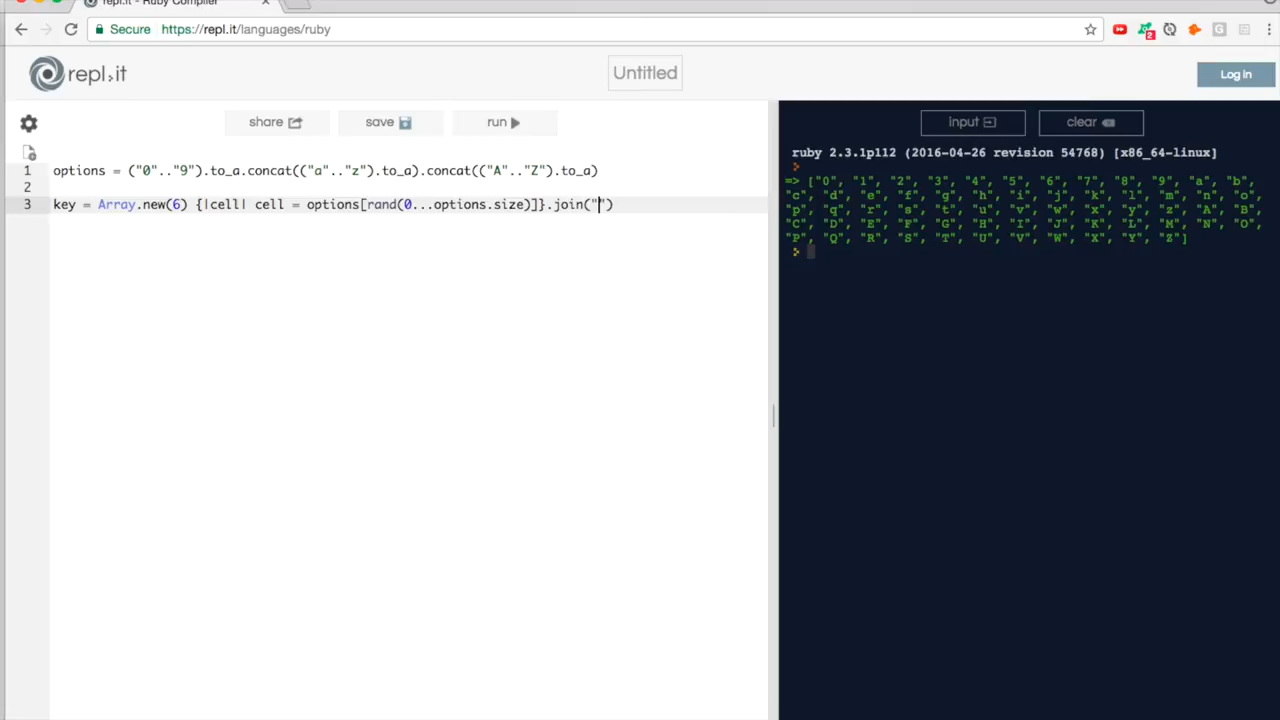 repl.it - Ruby Compiler ×
Secure https://repl.it/languages/ruby
2
repl.it
Untitled
Log in
share
save
run
input
clear
1 options = ("0".."9").to_a.concat(("a".."z").to_a).concat(("A".."Z").to_a)
2
3 key = Array.new(6) {|cell| cell = options[rand(0...options.size)]}.join("")
ruby 2.3.1p112 (2016-04-26 revision 54768) [x86_64-linux]
>
=> ["0", "1", "2", "3", "4", "5", "6", "7", "8", "9", "a", "b",
"c", "d", "e", "f", "g", "h", "i", "j", "k", "l", "m", "n", "o",
"p", "q", "r", "s", "t", "u", "v", "w", "x", "y", "z", "A", "B",
"C", "D", "E", "F", "G", "H", "I", "J", "K", "L", "M", "N", "O",
"P", "Q", "R", "S", "T", "U", "V", "W", "X", "Y", "Z"]
>